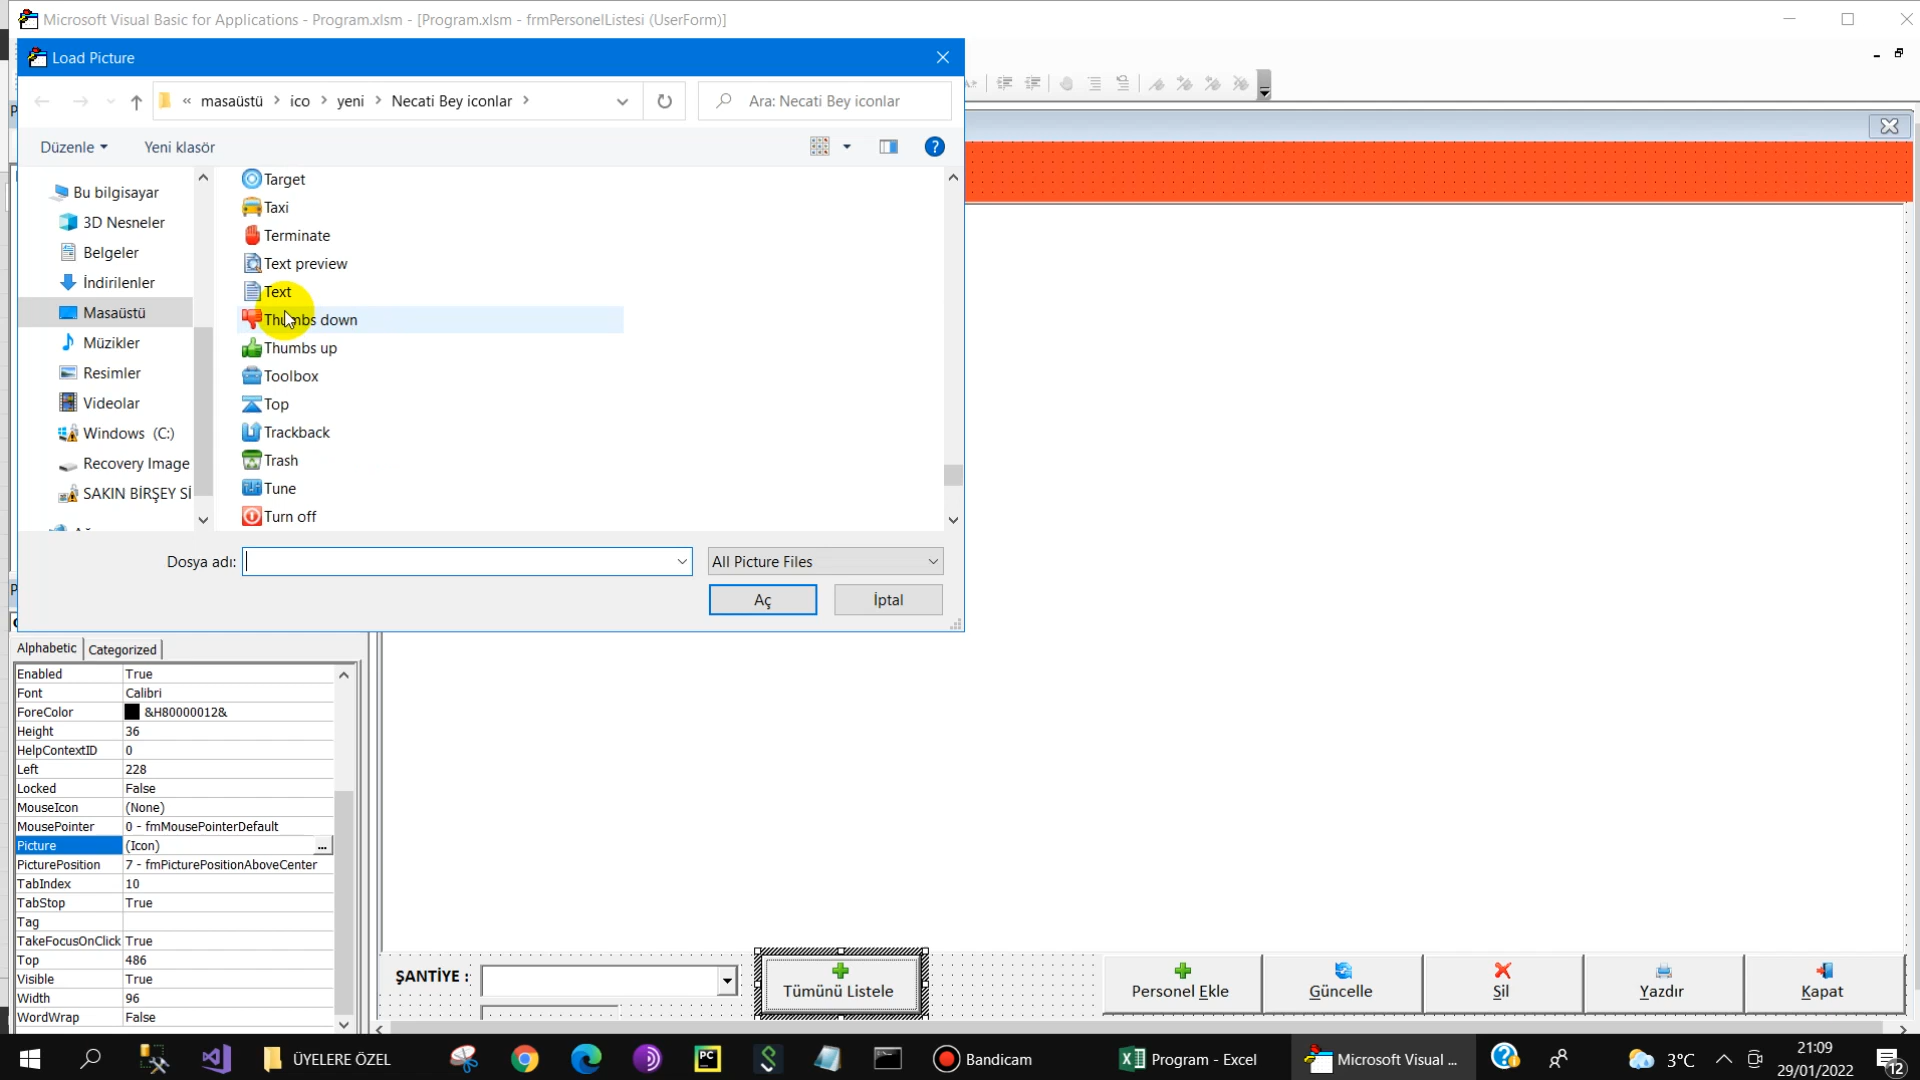 Microsoft Visual Basic for Applications - Program.xlsm - [Program.xlsm - frmPersonelListesi (UserForm)]
Load Picture
« masaüstü › ico › yeni › Necati Bey iconlar ›
Ara: Necati Bey iconlar
Düzenle
Yeni klasör
Bu bilgisayar
3D Nesneler
Belgeler
İndirilenler
Masaüstü
Müzikler
Resimler
Videolar
Windows (C:)
Recovery Image
SAKIN BİRŞEY Sİ
Target
Taxi
Terminate
Text preview
Text
Thumbs down
Thumbs up
Toolbox
Top
Trackback
Trash
Tune
Turn off
Dosya adı:
All Picture Files
Aç
İptal
Alphabetic
Categorized
Enabled True
Font Calibri
ForeColor &H80000012&
Height 36
HelpContextID 0
Left 228
Locked False
MouseIcon (None)
MousePointer 0 - fmMousePointerDefault
Picture (Icon) ...
PicturePosition 7 - fmPicturePositionAboveCenter
TabIndex 10
TabStop True
Tag
TakeFocusOnClick True
Top 486
Visible True
Width 96
WordWrap False
ŞANTİYE :
Tümünü Listele
Personel Ekle
Güncelle
Sil
Yazdır
Kapat
ÜYELERE ÖZEL
PC
Bandicam
Program - Excel
Microsoft Visual ...
3°C
21:09
29/01/2022
12